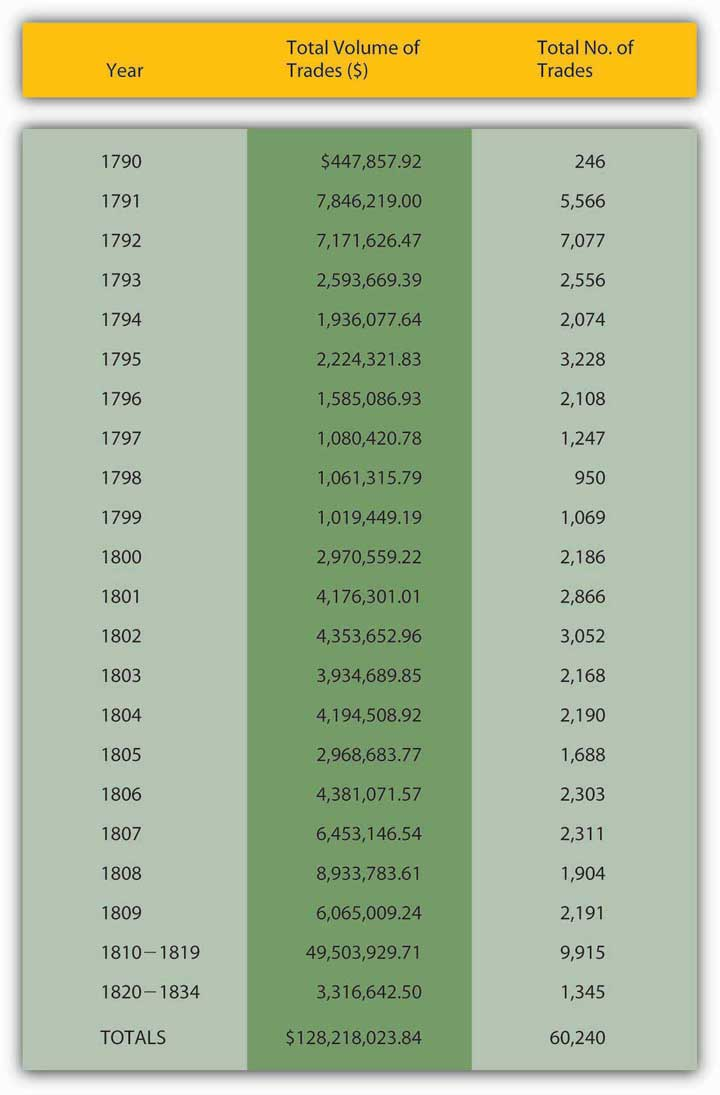 Year Total Volume of Trades ($) Total No. of Trades
1790 $447,857.92 246
1791 7,846,219.00 5,566
1792 7,171,626.47 7,077
1793 2,593,669.39 2,556
1794 1,936,077.64 2,074
1795 2,224,321.83 3,228
1796 1,585,086.93 2,108
1797 1,080,420.78 1,247
1798 1,061,315.79 950
1799 1,019,449.19 1,069
1800 2,970,559.22 2,186
1801 4,176,301.01 2,866
1802 4,353,652.96 3,052
1803 3,934,689.85 2,168
1804 4,194,508.92 2,190
1805 2,968,683.77 1,688
1806 4,381,071.57 2,303
1807 6,453,146.54 2,311
1808 8,933,783.61 1,904
1809 6,065,009.24 2,191
1810–1819 49,503,929.71 9,915
1820–1834 3,316,642.50 1,345
TOTALS $128,218,023.84 60,240